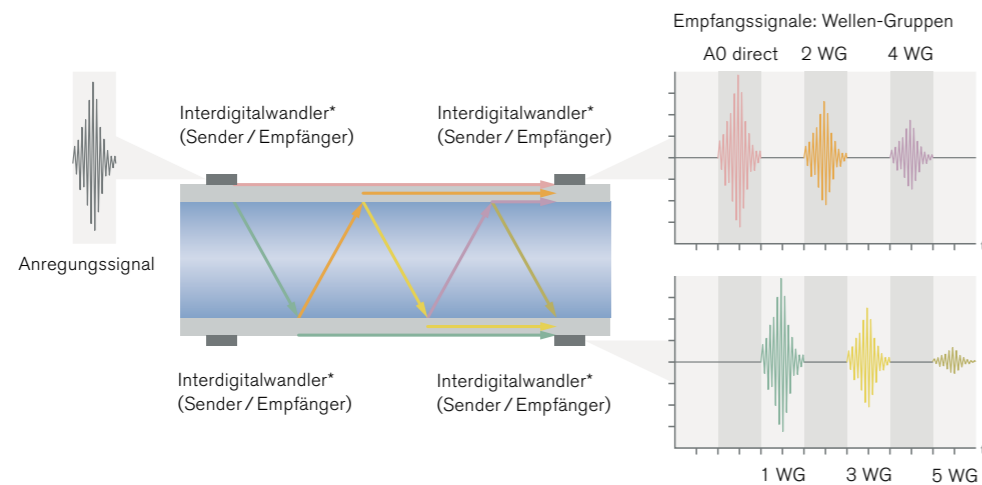 Empfangssignale: Wellen-Gruppen
A0 direct
2 WG
4 WG
Interdigitalwandler*
(Sender / Empfänger)
Interdigitalwandler*
(Sender / Empfänger)
Anregungssignal
Interdigitalwandler*
(Sender / Empfänger)
Interdigitalwandler*
(Sender / Empfänger)
1 WG
3 WG
5 WG